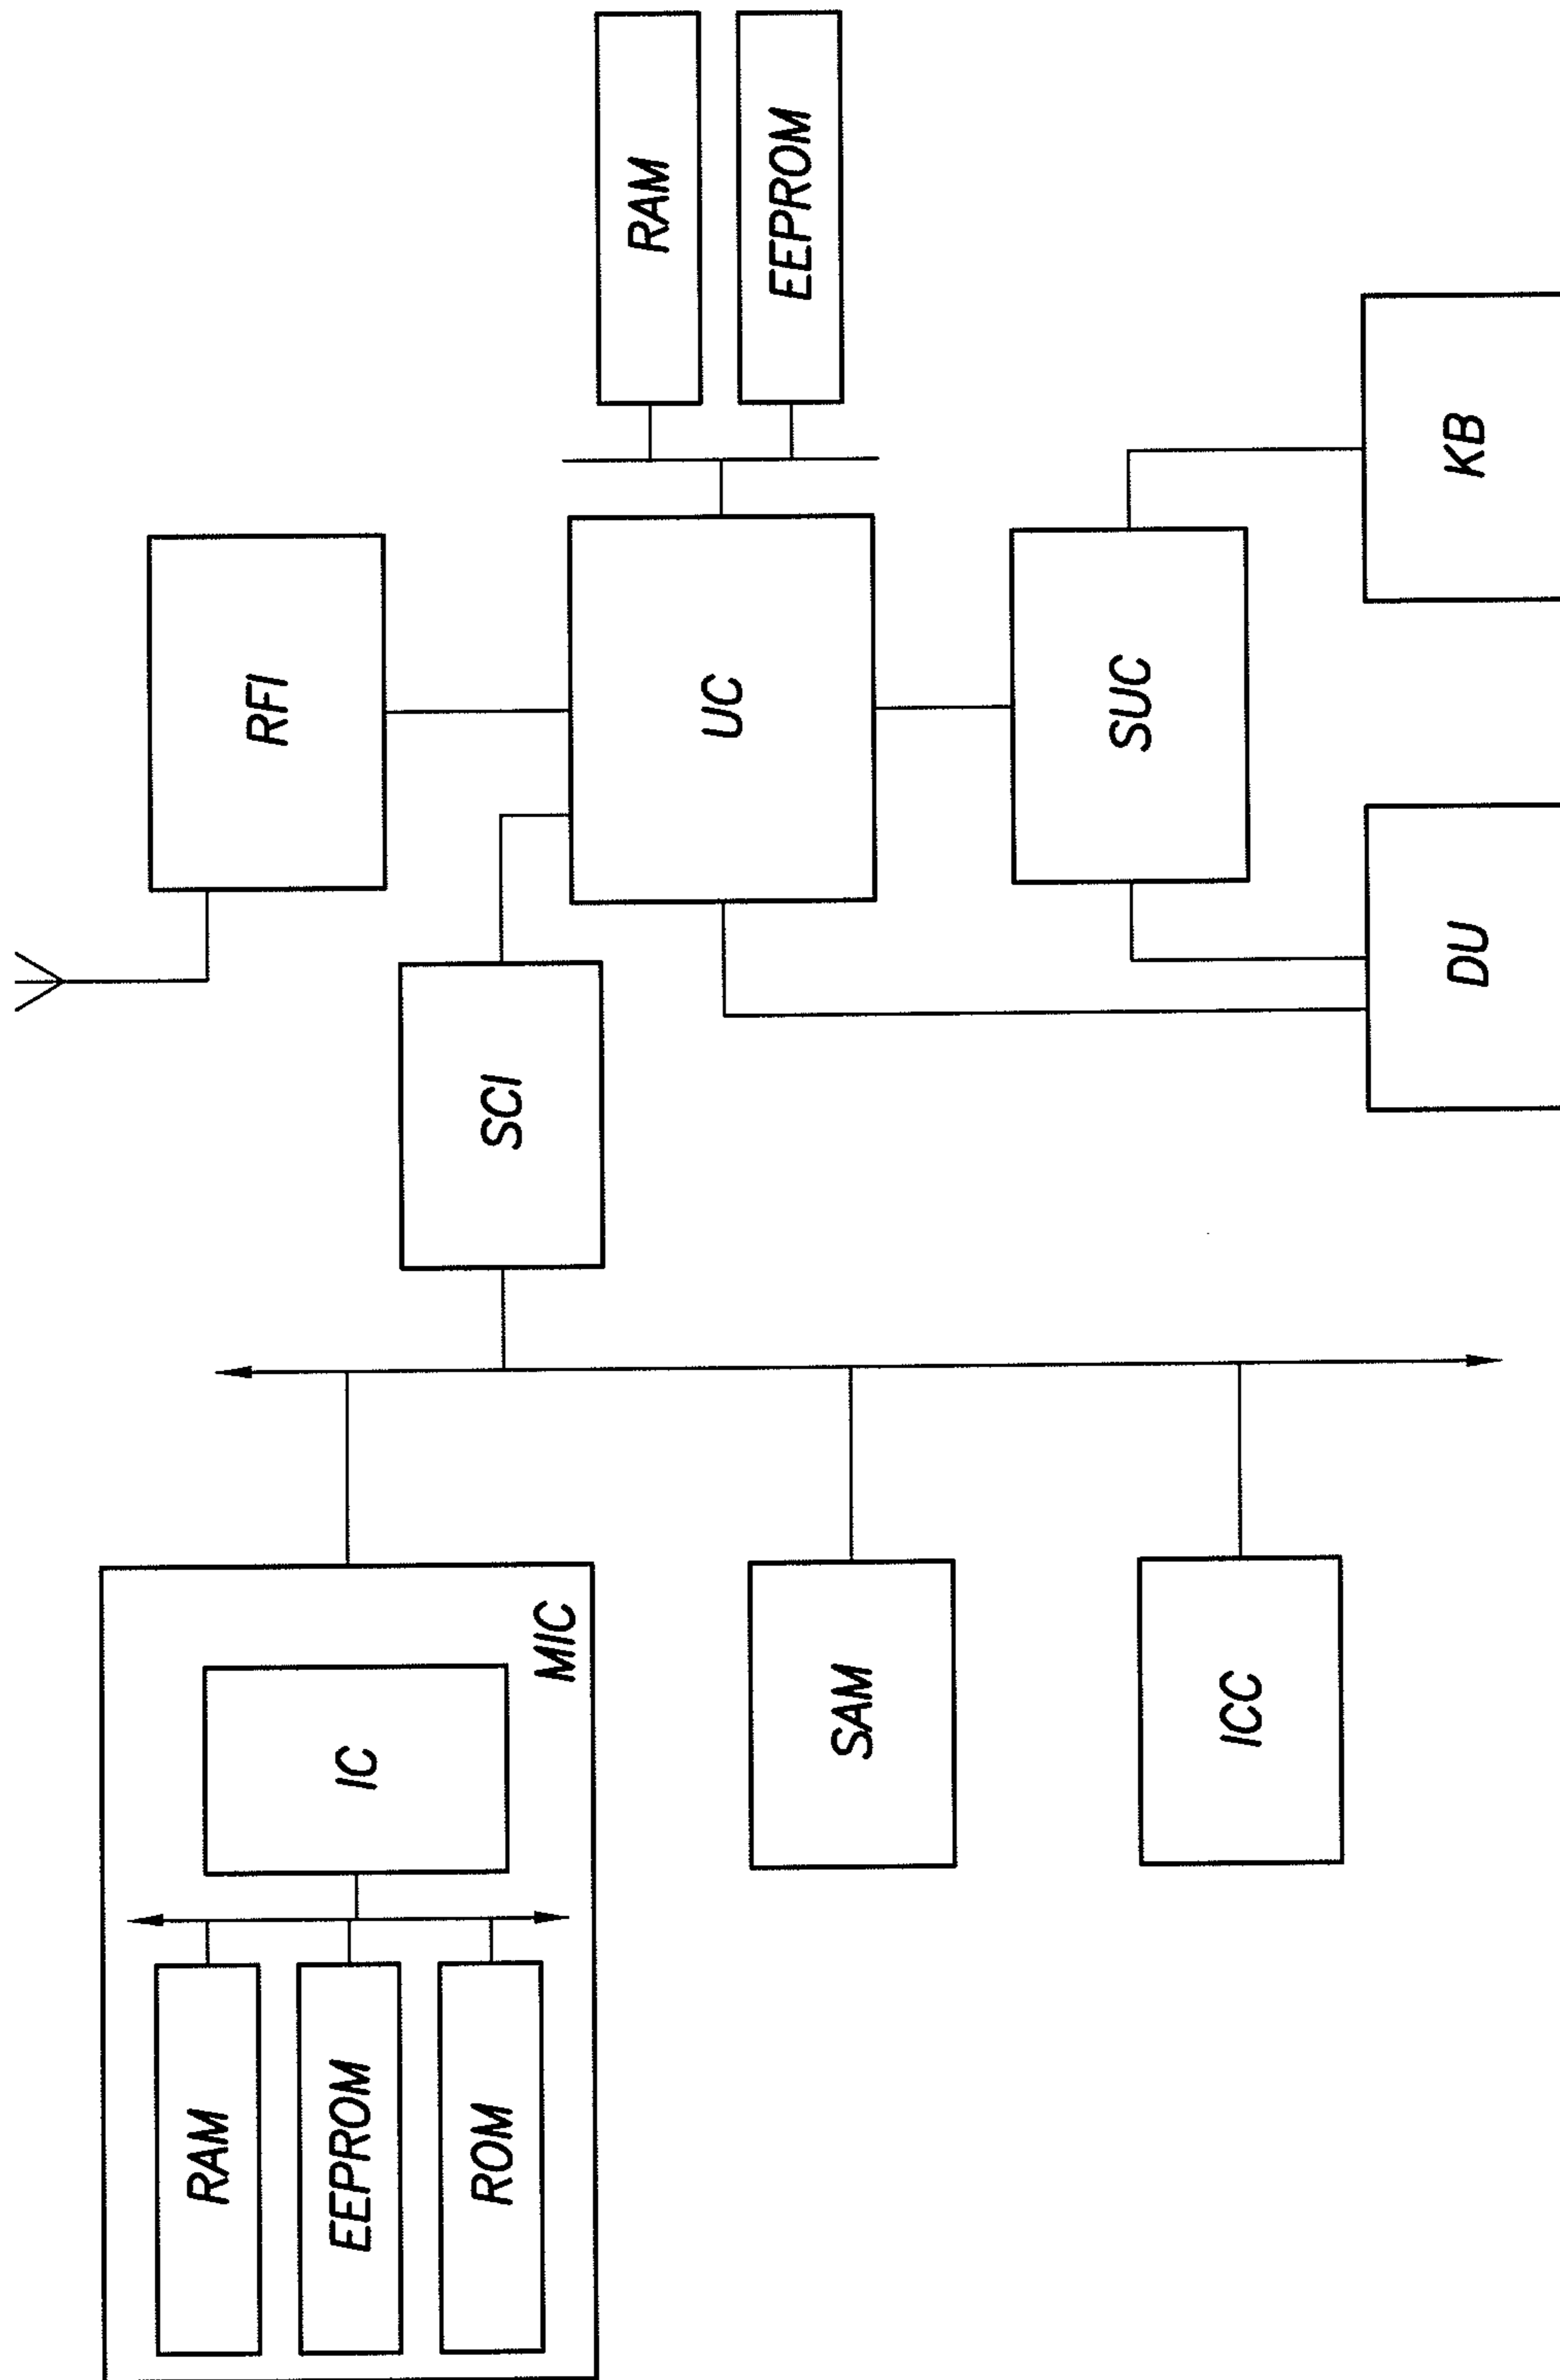 RAM
EEPROM
ROM
IC
MIC
SAM
ICC
SCI
RFI
UC
SUC
DU
KB
RAM
EEPROM